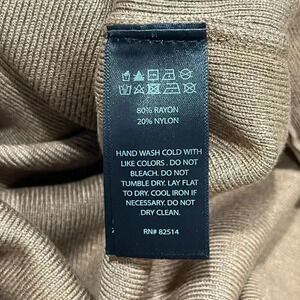 80% RAYON
20% NYLON
HAND WASH COLD WITH
LIKE COLORS . DO NOT
BLEACH. DO NOT
TUMBLE DRY. LAY FLAT
TO DRY. COOL IRON IF
NECESSARY. DO NOT
DRY CLEAN.
RN# 82514